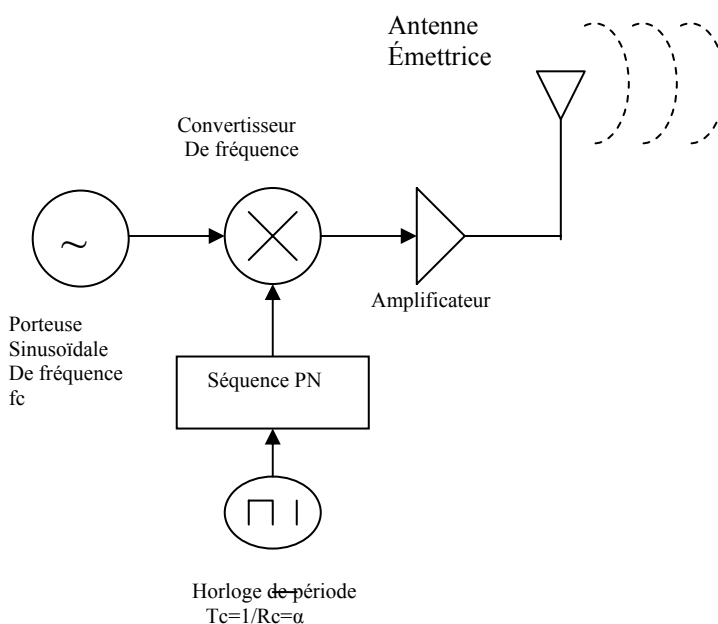 Antenne
Émettrice
Convertisseur
De fréquence
~
Amplificateur
Porteuse
Sinusoïdale
De fréquence
fc
Séquence PN
Horloge de période
Tc=1/Rc=α